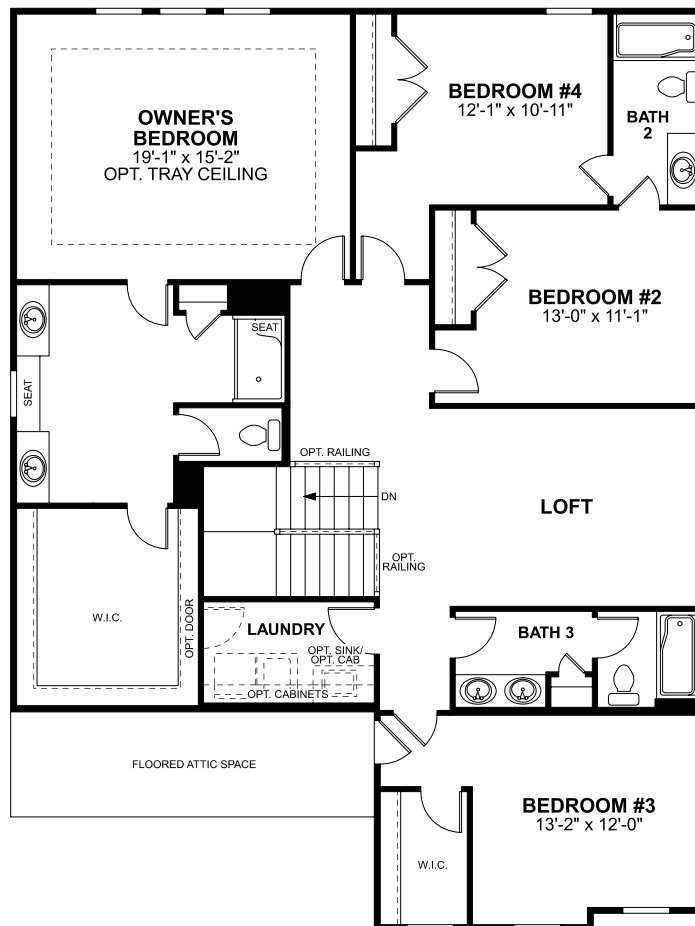 OWNER'S
BEDROOM
19'-1" x 15'-2"
OPT. TRAY CEILING
BEDROOM #4
12'-1" x 10'-11"
BATH
2
BEDROOM #2
13'-0" x 11'-1"
SEAT
SEAT
OPT. RAILING
DN
LOFT
OPT.
RAILING
W.I.C.
OPT. DOOR
LAUNDRY
OPT. SINK/
OPT. CAB
OPT. CABINETS
BATH 3
FLOORED ATTIC SPACE
BEDROOM #3
13'-2" x 12'-0"
W.I.C.